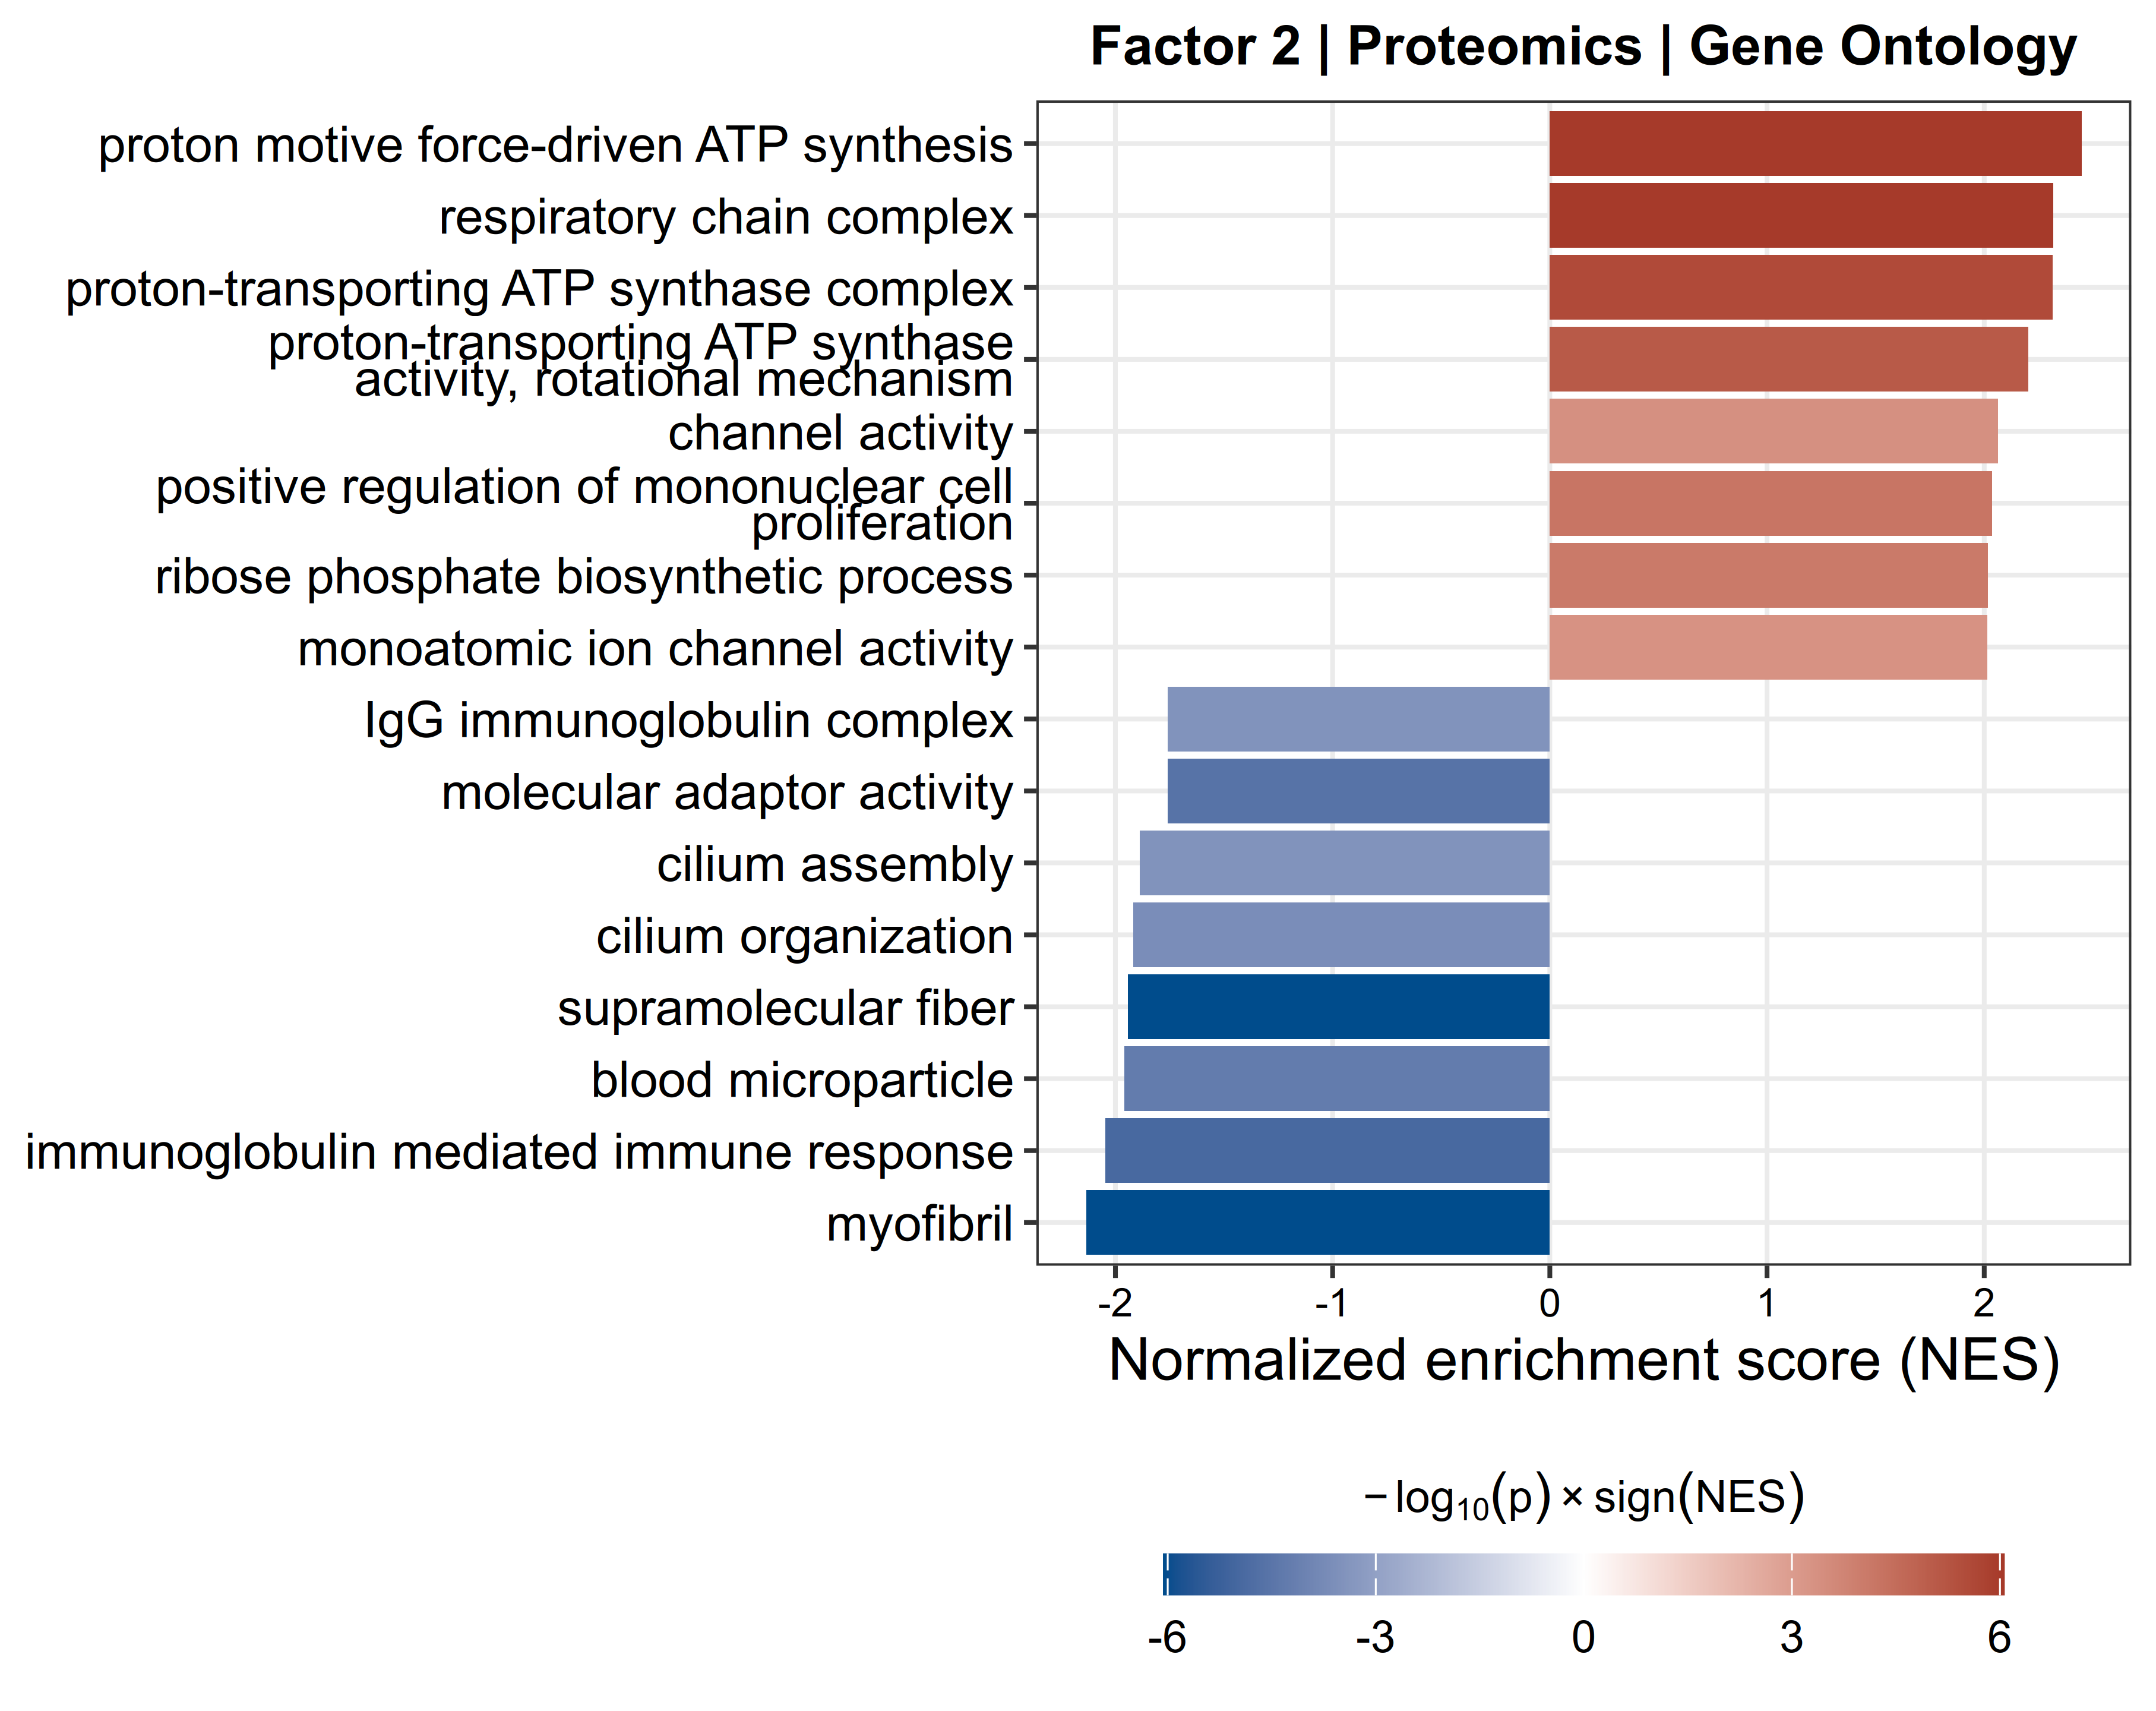 Factor 2 | Proteomics | Gene Ontology
proton motive force-driven ATP synthesis
respiratory chain complex
proton-transporting ATP synthase complex
proton-transporting ATP synthase
activity, rotational mechanism
channel activity
positive regulation of mononuclear cell
proliferation
ribose phosphate biosynthetic process
monoatomic ion channel activity
IgG immunoglobulin complex
molecular adaptor activity
cilium assembly
cilium organization
supramolecular fiber
blood microparticle
immunoglobulin mediated immune response
myofibril
-2 -1 0 1 2
Normalized enrichment score (NES)
−log₁₀(p) × sign(NES)
-6 -3 0 3 6